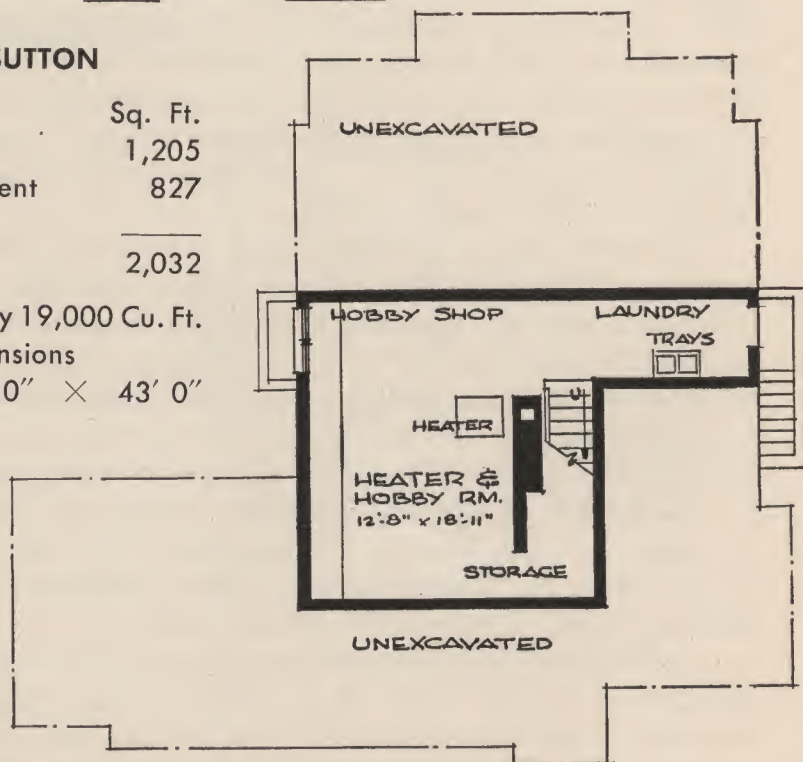 SUTTON
Sq. Ft.
1,205
ent 827
2,032
y 19,000 Cu. Ft.
nsions
0″ × 43′ 0″
UNEXCAVATED
HOBBY SHOP
LAUNDRY
TRAYS
HEATER
HEATER &
HOBBY RM.
12'-8" x 18'-11"
STORAGE
UNEXCAVATED